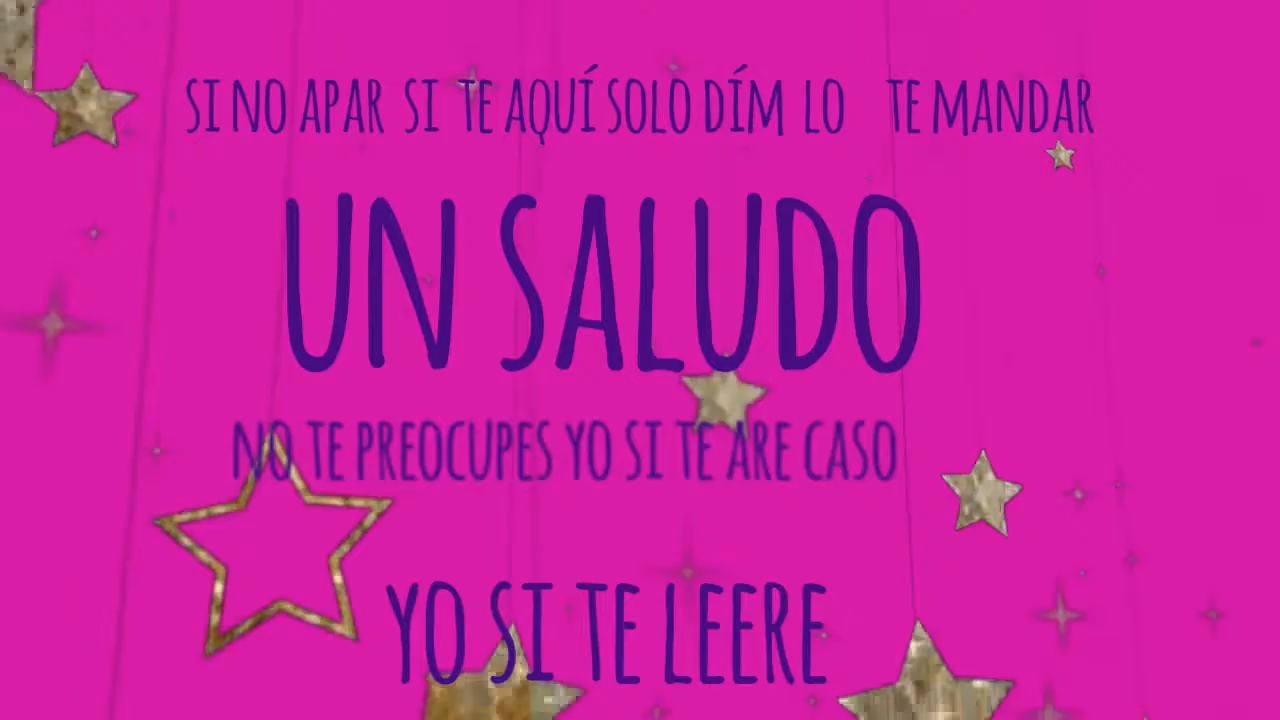 SI NO APAR SI TE AQUÍ SOLO DÍM LO TE MANDAR
UN SALUDO
NO TE PREOCUPES YO SI TE ARE CASO
YO SI TE LEERE